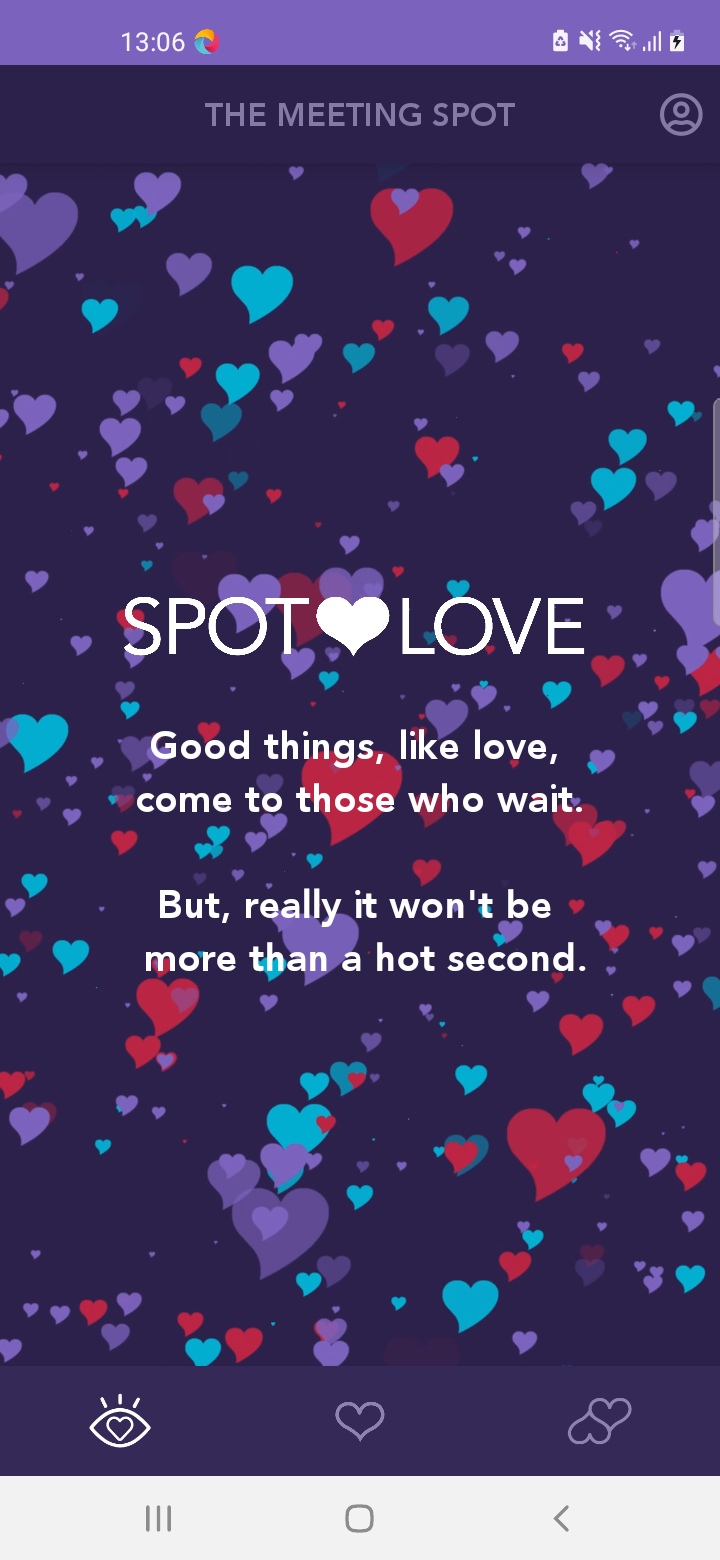 13:06
THE MEETING SPOT
SPOT LOVE
Good things, like love,
come to those who wait.
But, really it won't be
more than a hot second.